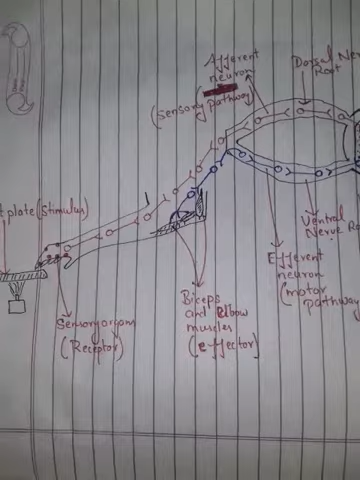 Afferent
neuron
(sensory pathway)
Dorsal Ner
Root
plate (stimulus)
Ventral
Nerve Ro
Efferent
neuron
(motor
pathway
Biceps
and Elbow
muscles
(effector)
Sensory organ
(Receptor)